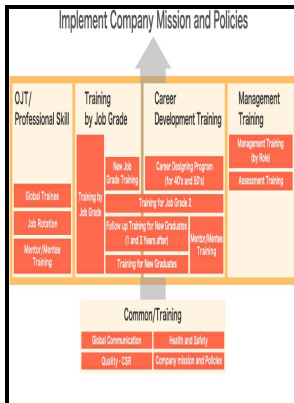 Implement Company Mission and Policies
OJT/
Professional Skill
Global Trainee
Job Rotation
Mentor/Mentee
Training
Training
by Job Grade
Training by
Job Grade
New Job
Grade Training
Career
Development Training
Career Designing Program
(for 40's and 50's)
Training for Job Grade 2
Follow up Training for New Graduates
(1 and 3 Years after)
Mentor/Mentee
Training
Training for New Graduates
Management
Training
Management Training
(by Role)
Assessment Training
Common/Training
Global Communication
Health and Safety
Quality - CSR
Company mission and Policies